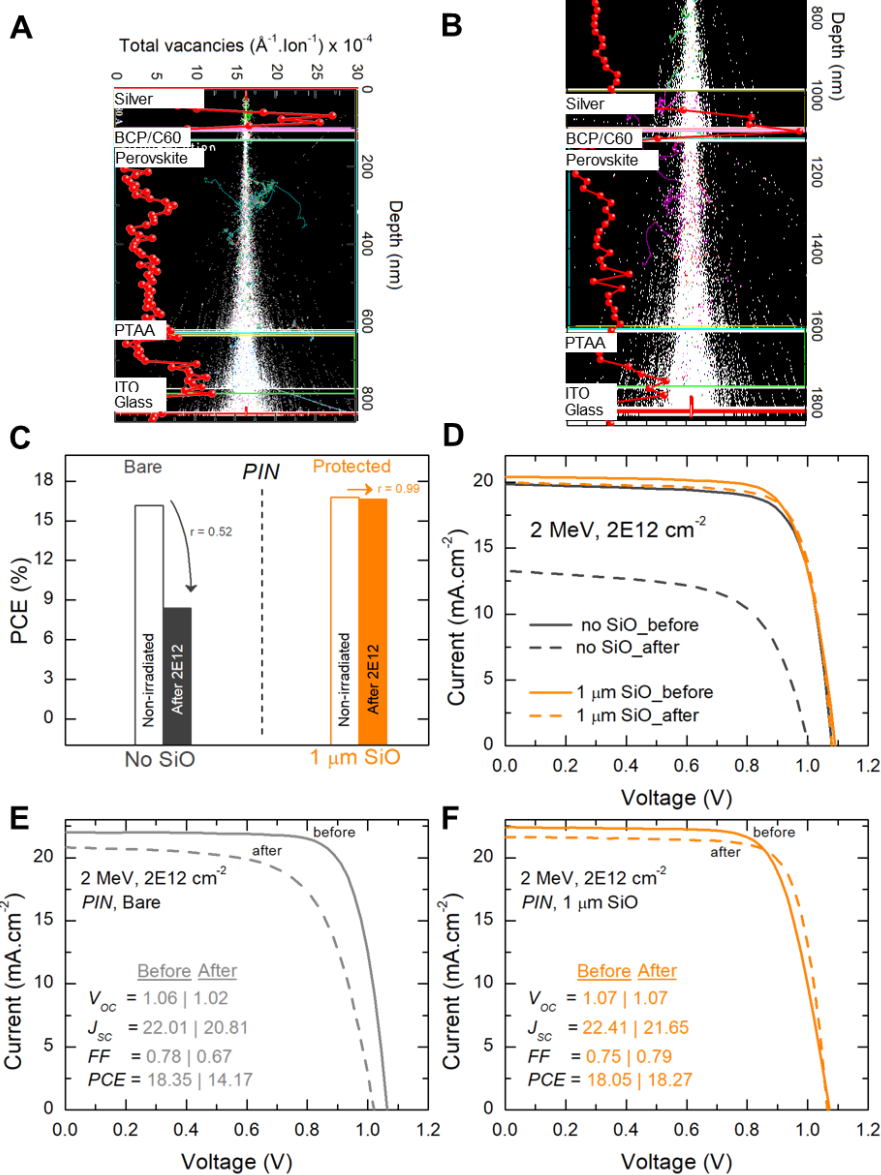 A
Total vacancies (Å⁻¹.Ion⁻¹) x 10⁻⁴
0 5 10 15 20 25 30
Silver
BCP/C60
Perovskite
PTAA
ITO
Glass
0
200
400
600
800
Depth (nm)
B
Silver
BCP/C60
Perovskite
PTAA
ITO
Glass
800
1000
1200
1400
1600
1800
Depth (nm)
C
Bare
PIN
Protected
r = 0.52
r = 0.99
PCE (%)
18
15
12
9
6
3
0
Non-irradiated
After 2E12
Non-irradiated
After 2E12
No SiO
1 μm SiO
D
Current (mA.cm⁻²)
20
15
10
5
0
2 MeV, 2E12 cm⁻²
no SiO_before
no SiO_after
1 μm SiO_before
1 μm SiO_after
0.0 0.2 0.4 0.6 0.8 1.0 1.2
Voltage (V)
E
Current (mA.cm⁻²)
20
15
10
5
0
before
after
2 MeV, 2E12 cm⁻²
PIN, Bare
Before After
V_OC = 1.06 | 1.02
J_SC = 22.01 | 20.81
FF = 0.78 | 0.67
PCE = 18.35 | 14.17
0.0 0.2 0.4 0.6 0.8 1.0 1.2
Voltage (V)
F
Current (mA.cm⁻²)
20
15
10
5
0
before
after
2 MeV, 2E12 cm⁻²
PIN, 1 μm SiO
Before After
V_OC = 1.07 | 1.07
J_SC = 22.41 | 21.65
FF = 0.75 | 0.79
PCE = 18.05 | 18.27
0.0 0.2 0.4 0.6 0.8 1.0 1.2
Voltage (V)